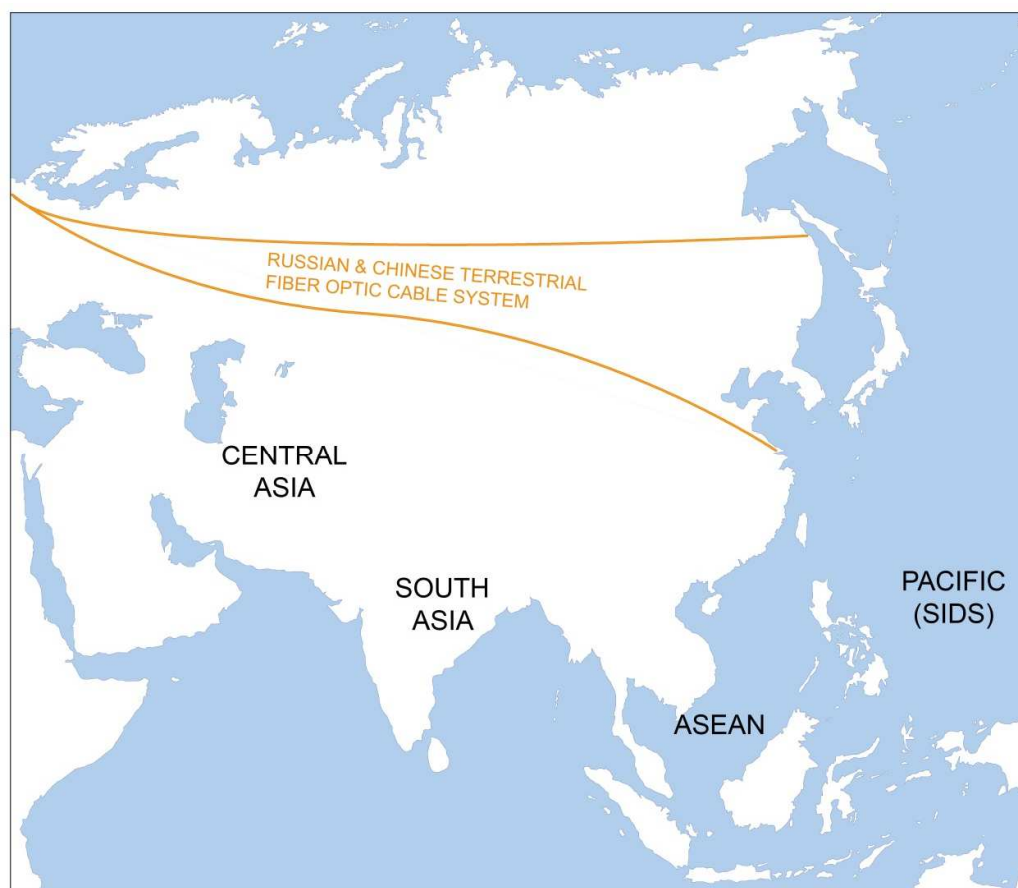 RUSSIAN & CHINESE TERRESTRIAL
FIBER OPTIC CABLE SYSTEM
CENTRAL
ASIA
SOUTH
ASIA
PACIFIC
(SIDS)
ASEAN